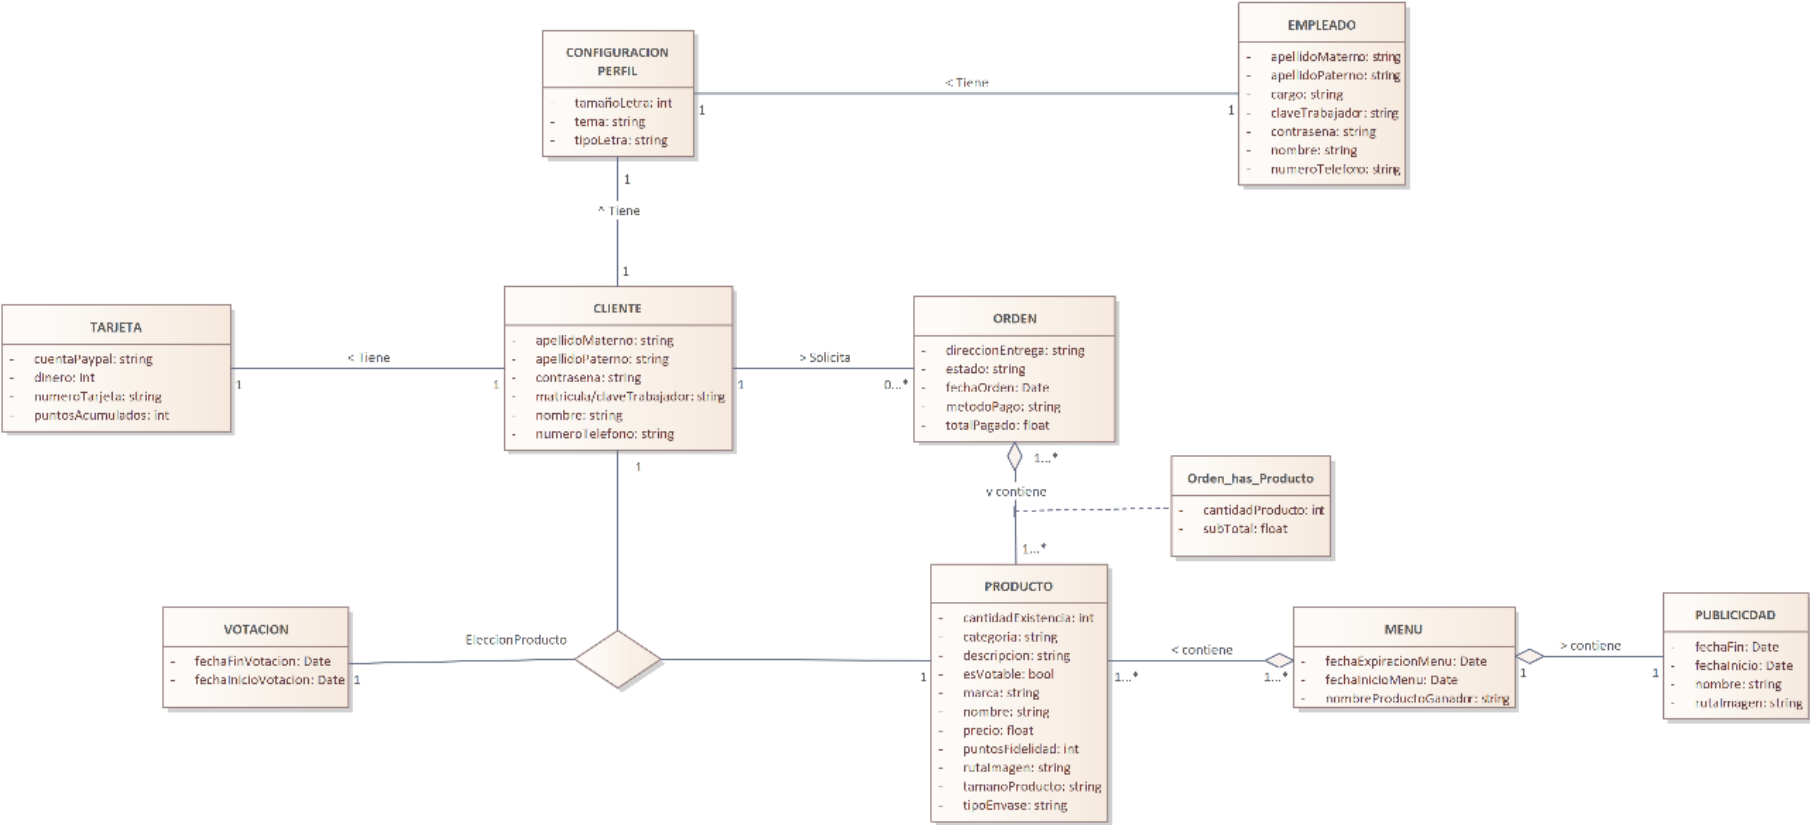 CONFIGURACION
PERFIL
- tamañoLetra: int
- tema: string
- tipoLetra: string
< Tiene
1
1
EMPLEADO
- apellidoMaterno: string
- apellidoPaterno: string
- cargo: string
- claveTrabajador: string
- contrasena: string
- nombre: string
- numeroTelefono: string
1
^ Tiene
1
TARJETA
- cuentaPaypal: string
- dinero: int
- numeroTarjeta: string
- puntosAcumulados: int
< Tiene
1
1
CLIENTE
- apellidoMaterno: string
- apellidoPaterno: string
- contrasena: string
- matricula/claveTrabajador: string
- nombre: string
- numeroTelefono: string
> Solicita
1
0...*
ORDEN
- direccionEntrega: string
- estado: string
- fechaOrden: Date
- metodoPago: string
- totalPagado: float
1
1...*
v contiene
1...*
Orden_has_Producto
- cantidadProducto: int
- subTotal: float
VOTACION
- fechaFinVotacion: Date
- fechaInicioVotacion: Date
1
EleccionProducto
1
PRODUCTO
- cantidadExistencia: int
- categoria: string
- descripcion: string
- esVotable: bool
- marca: string
- nombre: string
- precio: float
- puntosFidelidad: int
- rutaImagen: string
- tamanoProducto: string
- tipoEnvase: string
< contiene
1...*
1...*
MENU
- fechaExpiracionMenu: Date
- fechaInicioMenu: Date
- nombreProductoGanador: string
> contiene
1
1
PUBLICICDAD
- fechaFin: Date
- fechaInicio: Date
- nombre: string
- rutaImagen: string